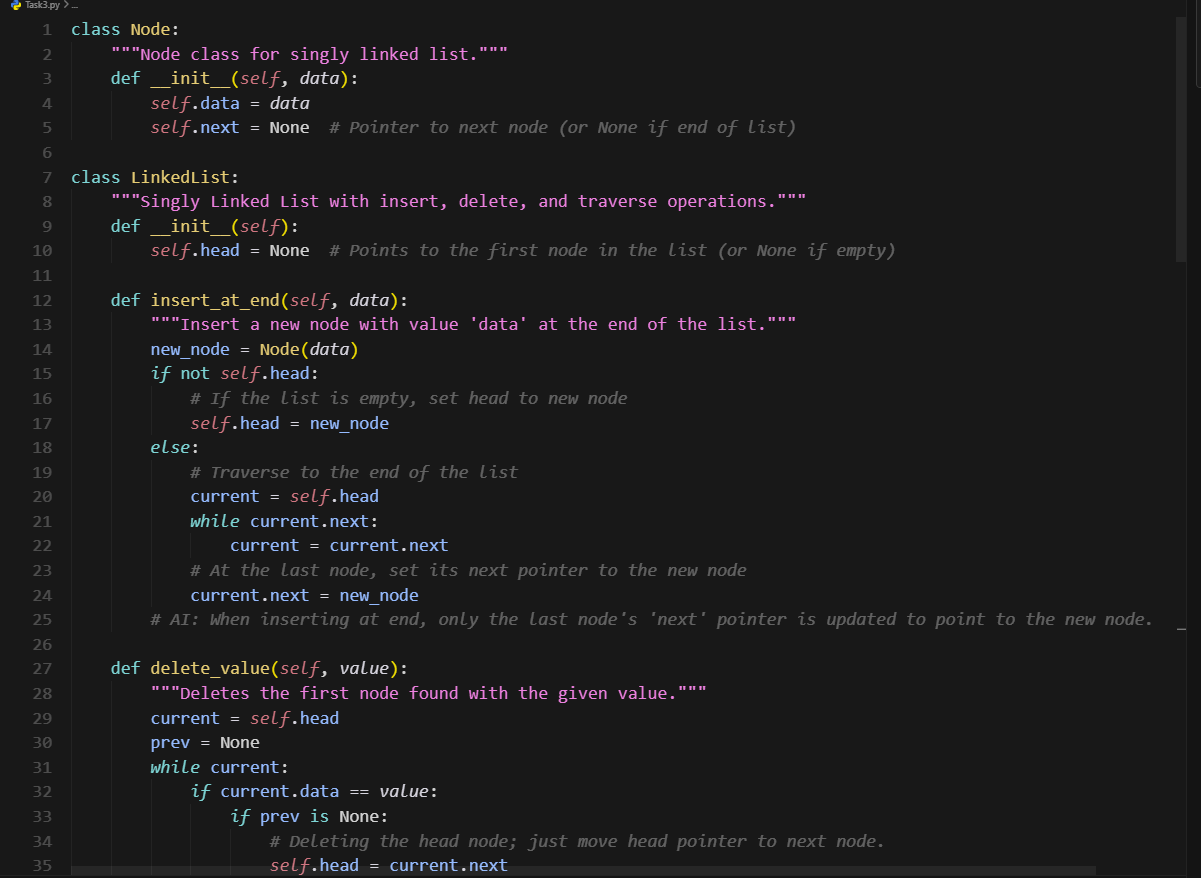 Task3.py > ...
1 class Node:
2     """Node class for singly linked list."""
3     def __init__(self, data):
4         self.data = data
5         self.next = None  # Pointer to next node (or None if end of list)
6
7 class LinkedList:
8     """Singly Linked List with insert, delete, and traverse operations."""
9     def __init__(self):
10         self.head = None  # Points to the first node in the list (or None if empty)
11
12     def insert_at_end(self, data):
13         """Insert a new node with value 'data' at the end of the list."""
14         new_node = Node(data)
15         if not self.head:
16             # If the list is empty, set head to new node
17             self.head = new_node
18         else:
19             # Traverse to the end of the list
20             current = self.head
21             while current.next:
22                 current = current.next
23             # At the last node, set its next pointer to the new node
24             current.next = new_node
25         # AI: When inserting at end, only the last node's 'next' pointer is updated to point to the new node.
26
27     def delete_value(self, value):
28         """Deletes the first node found with the given value."""
29         current = self.head
30         prev = None
31         while current:
32             if current.data == value:
33                 if prev is None:
34                     # Deleting the head node; just move head pointer to next node.
35                     self.head = current.next